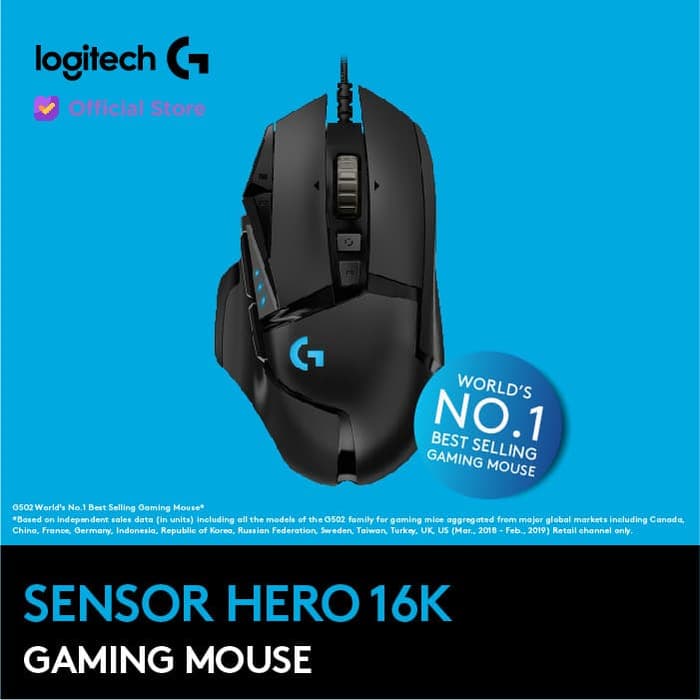 logitech G
Official Store
WORLD'S
NO.1
BEST SELLING
GAMING MOUSE
G502 World's No.1 Best Selling Gaming Mouse*
*Based on independent sales data (in units) including all the models of the G502 family for gaming mice aggregated from major global markets including Canada,
China, France, Germany, Indonesia, Republic of Korea, Russian Federation, Sweden, Taiwan, Turkey, UK, US (Mar., 2018 - Feb., 2019) Retail channel only.
SENSOR HERO 16K
GAMING MOUSE